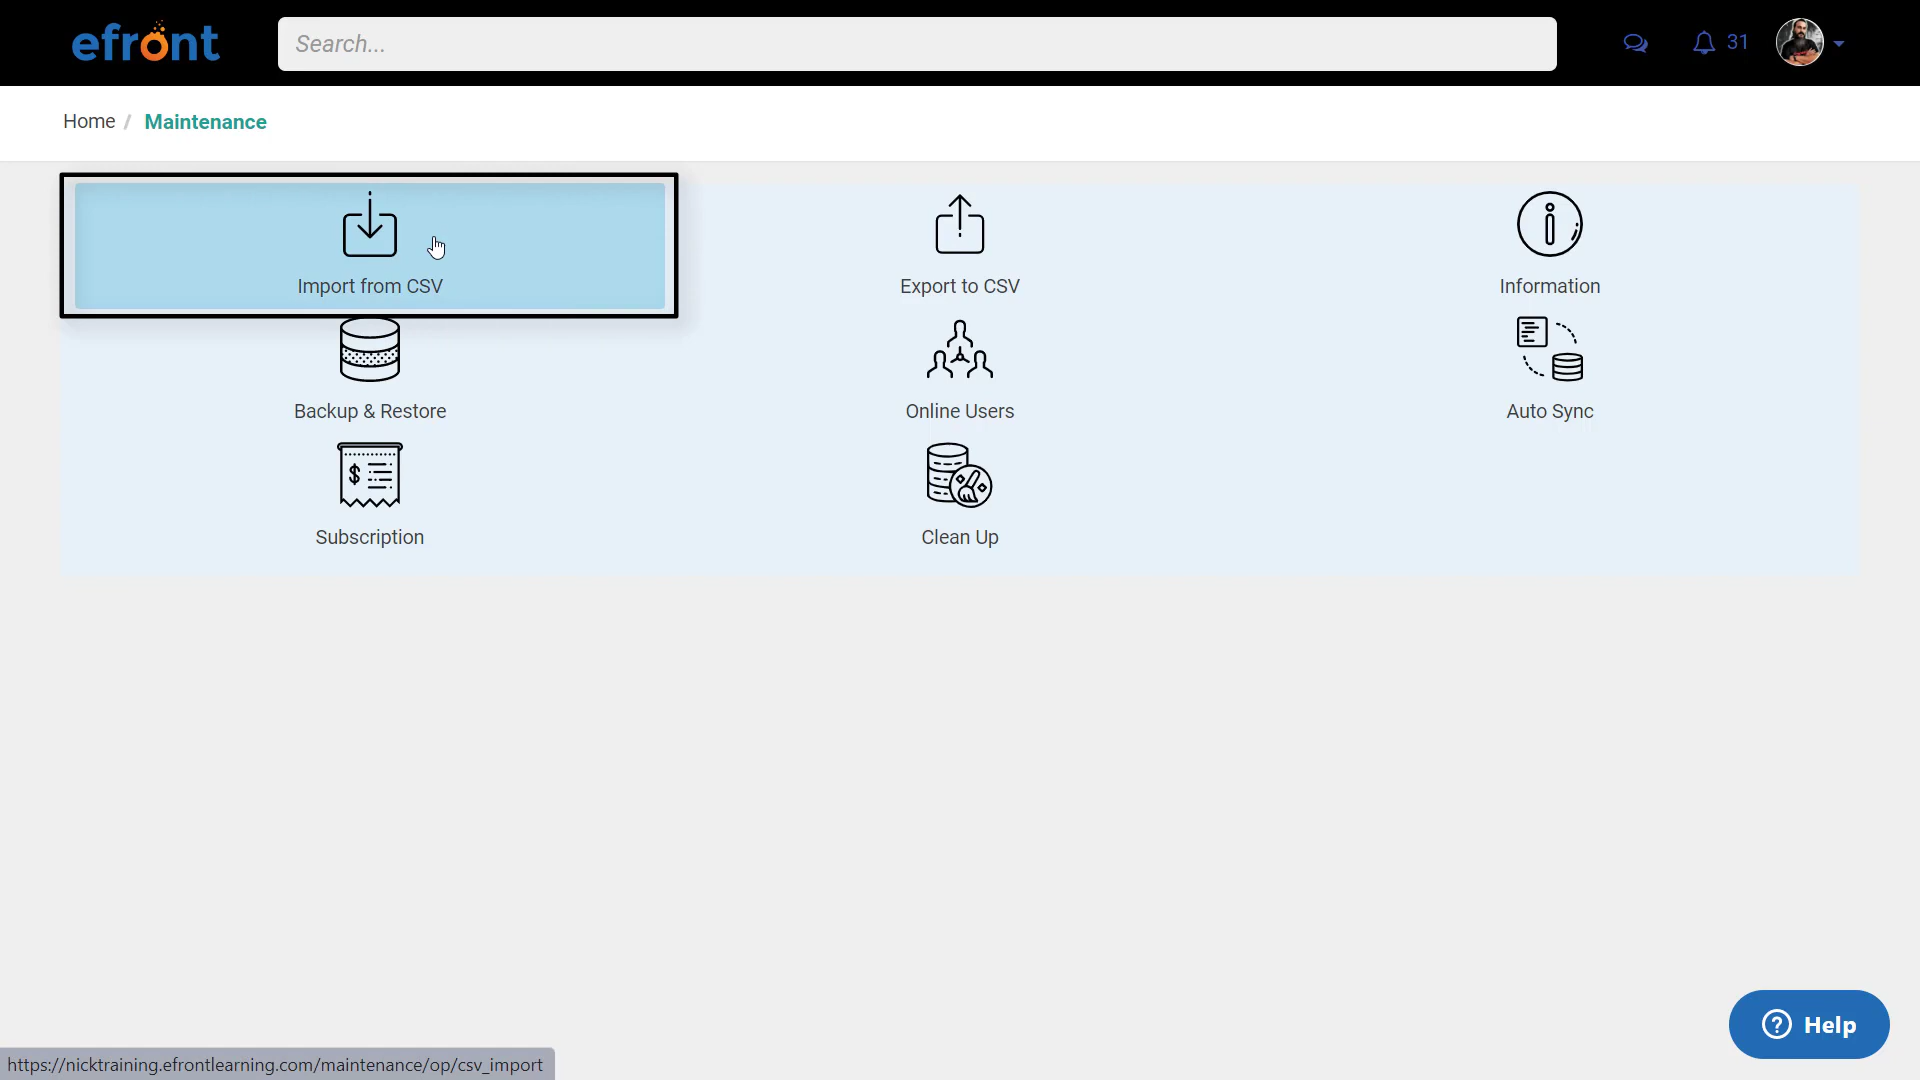 efront
Search...
31
Home / Maintenance
Import from CSV
Export to CSV
Information
Backup & Restore
Online Users
Auto Sync
$
Subscription
Clean Up
? Help
https://nicktraining.efrontlearning.com/maintenance/op/csv_import